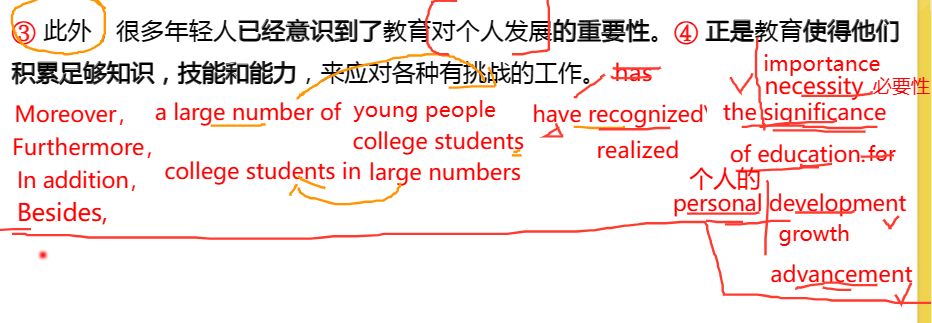 ③ 此外 很多年轻人已经意识到了教育对个人发展的重要性。④ 正是教育使得他们
积累足够知识，技能和能力，来应对各种有挑战的工作。
has
importance
necessity 必要性
Moreover, a large number of young people have recognized the significance
college students
Furthermore, realized of education for
In addition, college students in large numbers
个人的
Besides, personal development
growth
advancement